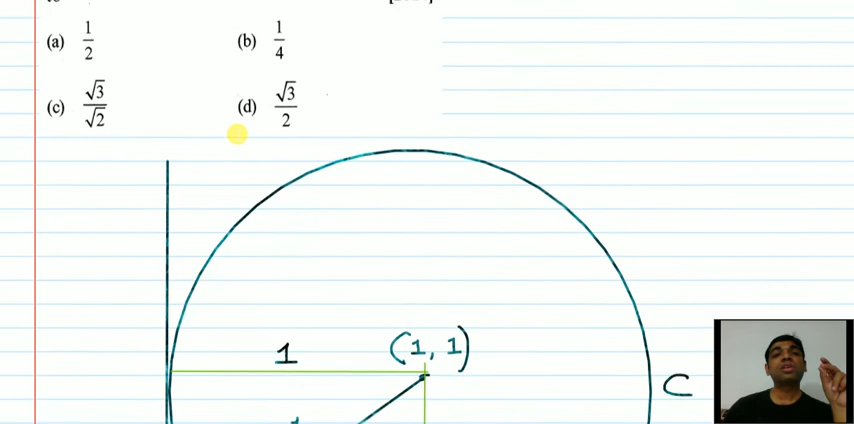 (a) 1/2 (b) 1/4
(c) √3/√2 (d) √3/2
1 (1, 1)
C